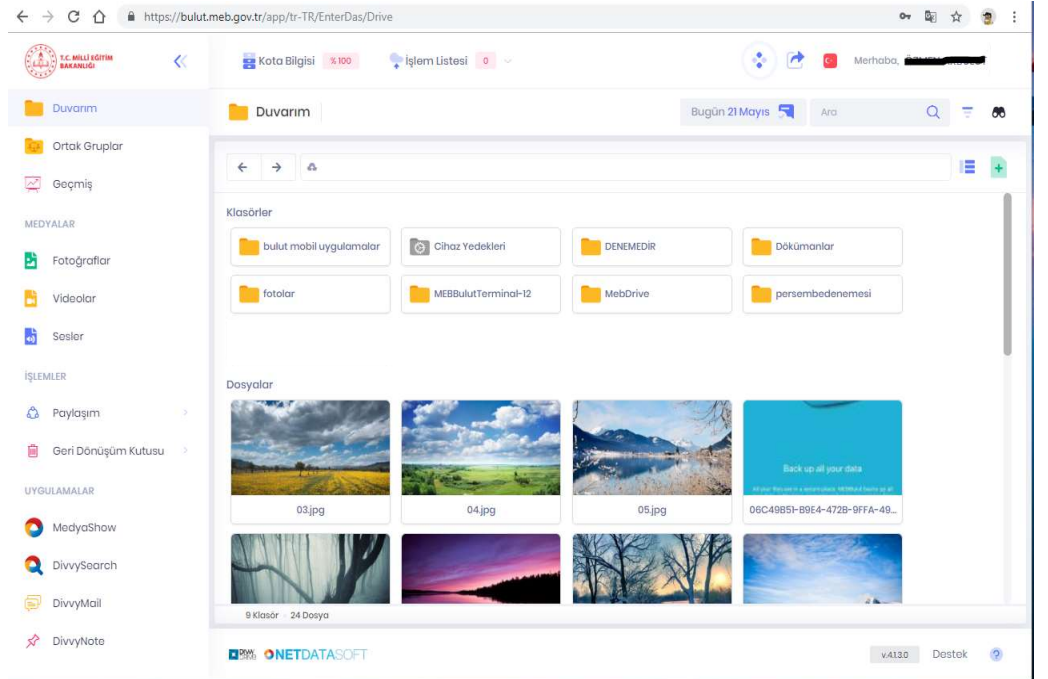 https://bulut.meb.gov.tr/app/tr-TR/EnterDas/Drive
T.C. MİLLİ EĞİTİM
BAKANLIĞI
Kota Bilgisi %100 İşlem Listesi 0
Merhaba,
Duvarım
Ortak Gruplar
Geçmiş
MEDYALAR
Fotoğraflar
Videolar
Sesler
İŞLEMLER
Paylaşım
Geri Dönüşüm Kutusu
UYGULAMALAR
MedyaShow
DivvySearch
DivvyMail
DivvyNote
Duvarım
Bugün 21 Mayıs
Ara
Klasörler
bulut mobil uygulamalar
Cihaz Yedekleri
DENEMEDİR
Dökümanlar
fotolar
MEBBulutTerminal-12
MebDrive
persembedenemesi
Dosyalar
Back up all your data
03.jpg
04.jpg
05.jpg
06C49B51-B9E4-472B-9FFA-49...
9 Klasör 24 Dosya
NETDATASOFT
v.4.1.3.0
Destek
?